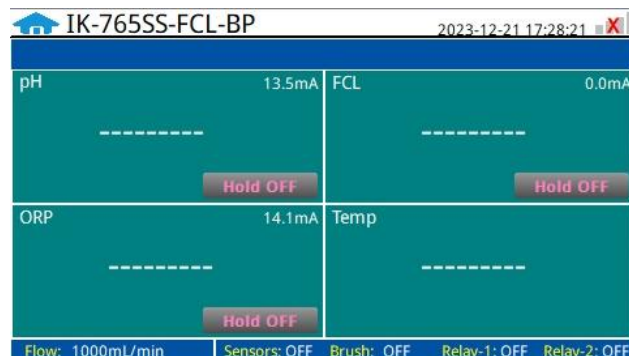 IK-765SS-FCL-BP 2023-12-21 17:28:21
pH 13.5mA FCL 0.0mA
--------- ---------
Hold OFF Hold OFF
ORP 14.1mA Temp
--------- ---------
Hold OFF
Flow: 1000mL/min Sensors: OFF Brush: OFF Relay-1: OFF Relay-2: OFF